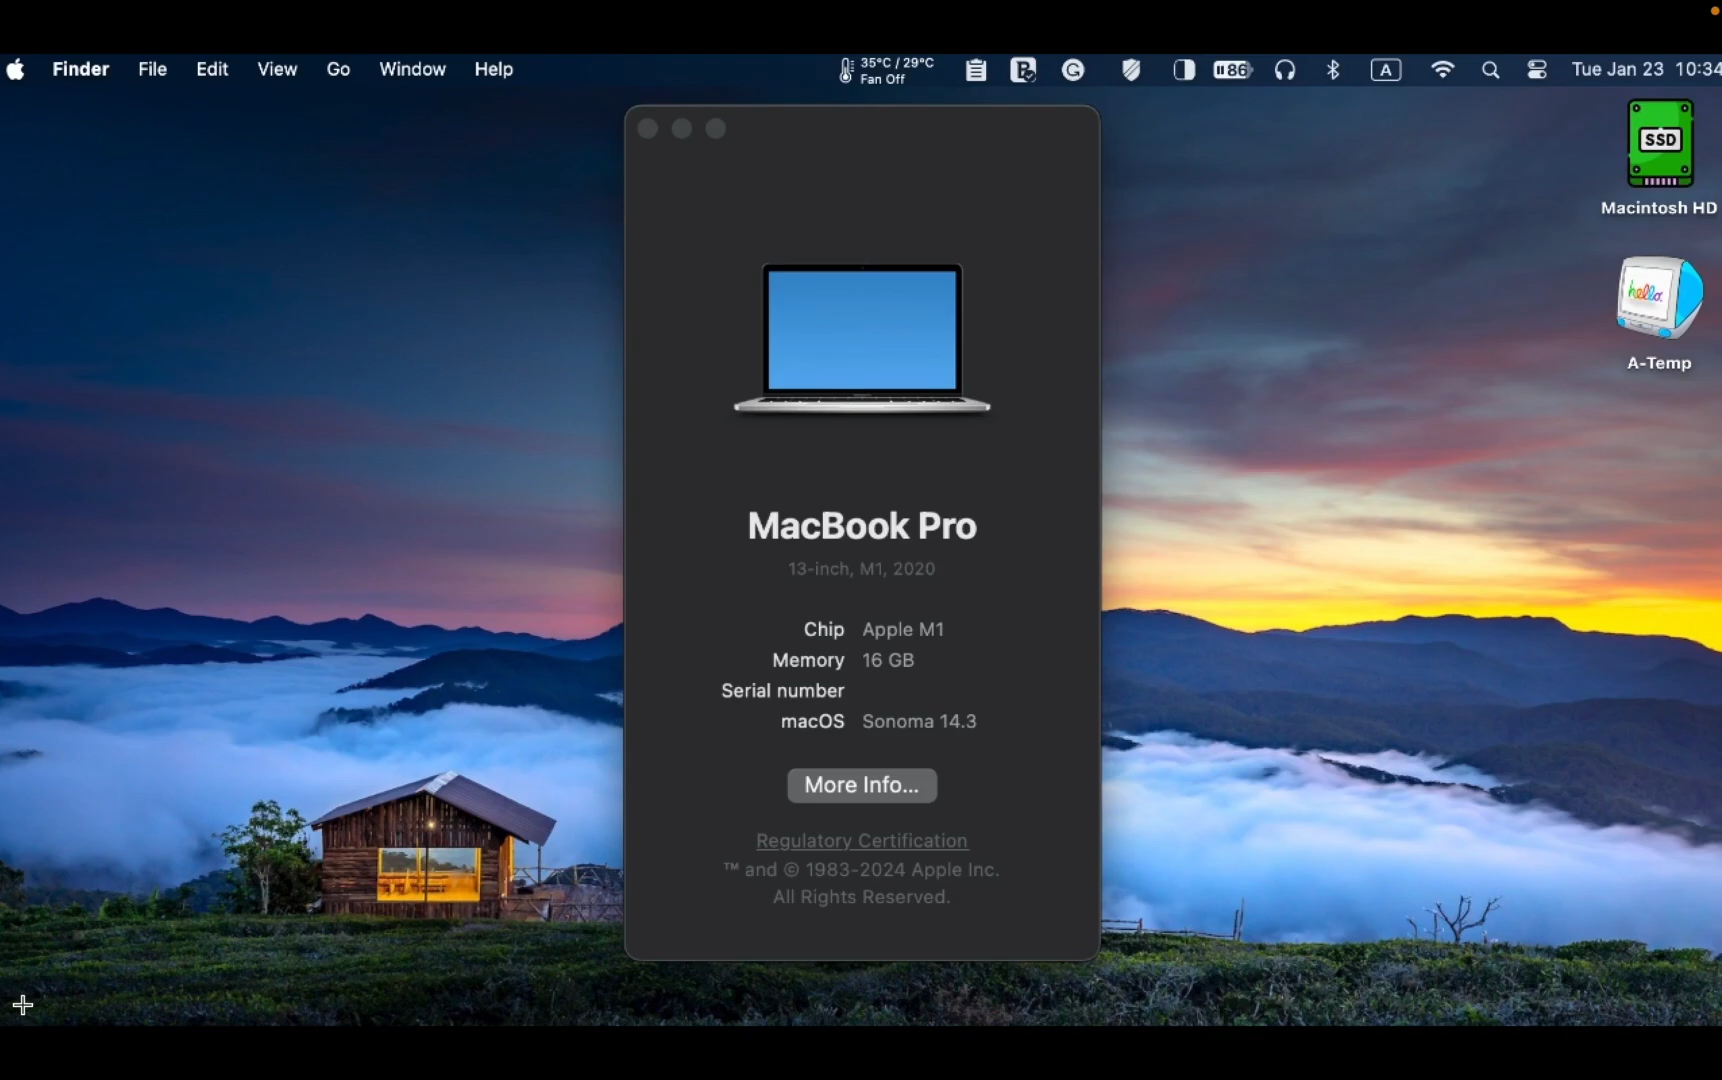 Finder File Edit View Go Window Help
35°C / 29°C
Fan Off
86
A
Tue Jan 23 10:34
SSD
Macintosh HD
hello.
A-Temp
MacBook Pro
13-inch, M1, 2020
Chip Apple M1
Memory 16 GB
Serial number
macOS Sonoma 14.3
More Info...
Regulatory Certification
™ and © 1983-2024 Apple Inc.
All Rights Reserved.